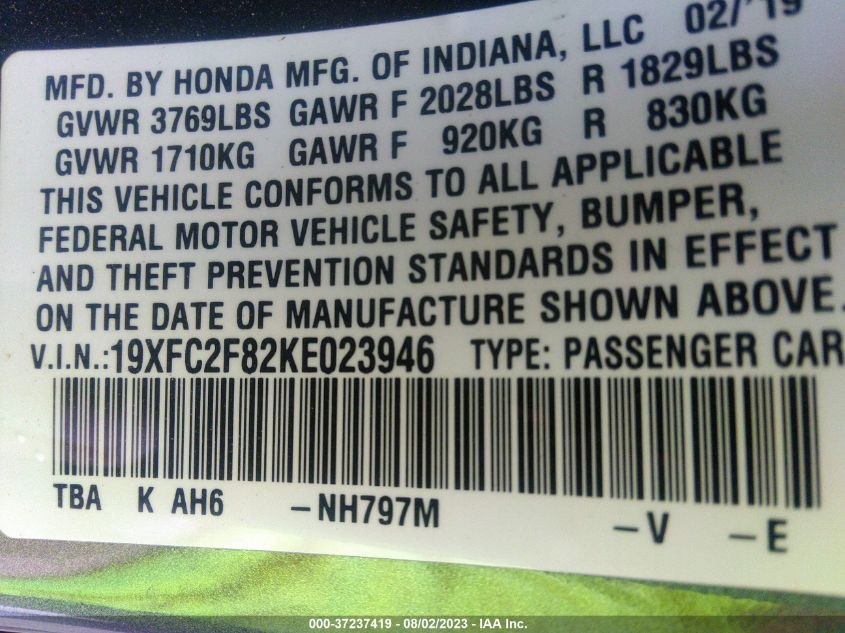 MFD. BY HONDA MFG. OF INDIANA, LLC 02/'19
GVWR 3769LBS GAWR F 2028LBS R 1829LBS
GVWR 1710KG GAWR F 920KG R 830KG
THIS VEHICLE CONFORMS TO ALL APPLICABLE
FEDERAL MOTOR VEHICLE SAFETY, BUMPER,
AND THEFT PREVENTION STANDARDS IN EFFECT
ON THE DATE OF MANUFACTURE SHOWN ABOVE.
V.I.N.:19XFC2F82KE023946 TYPE: PASSENGER CAR
TBA K AH6 -NH797M -V -E
000-37237419 - 08/02/2023 - IAA Inc.